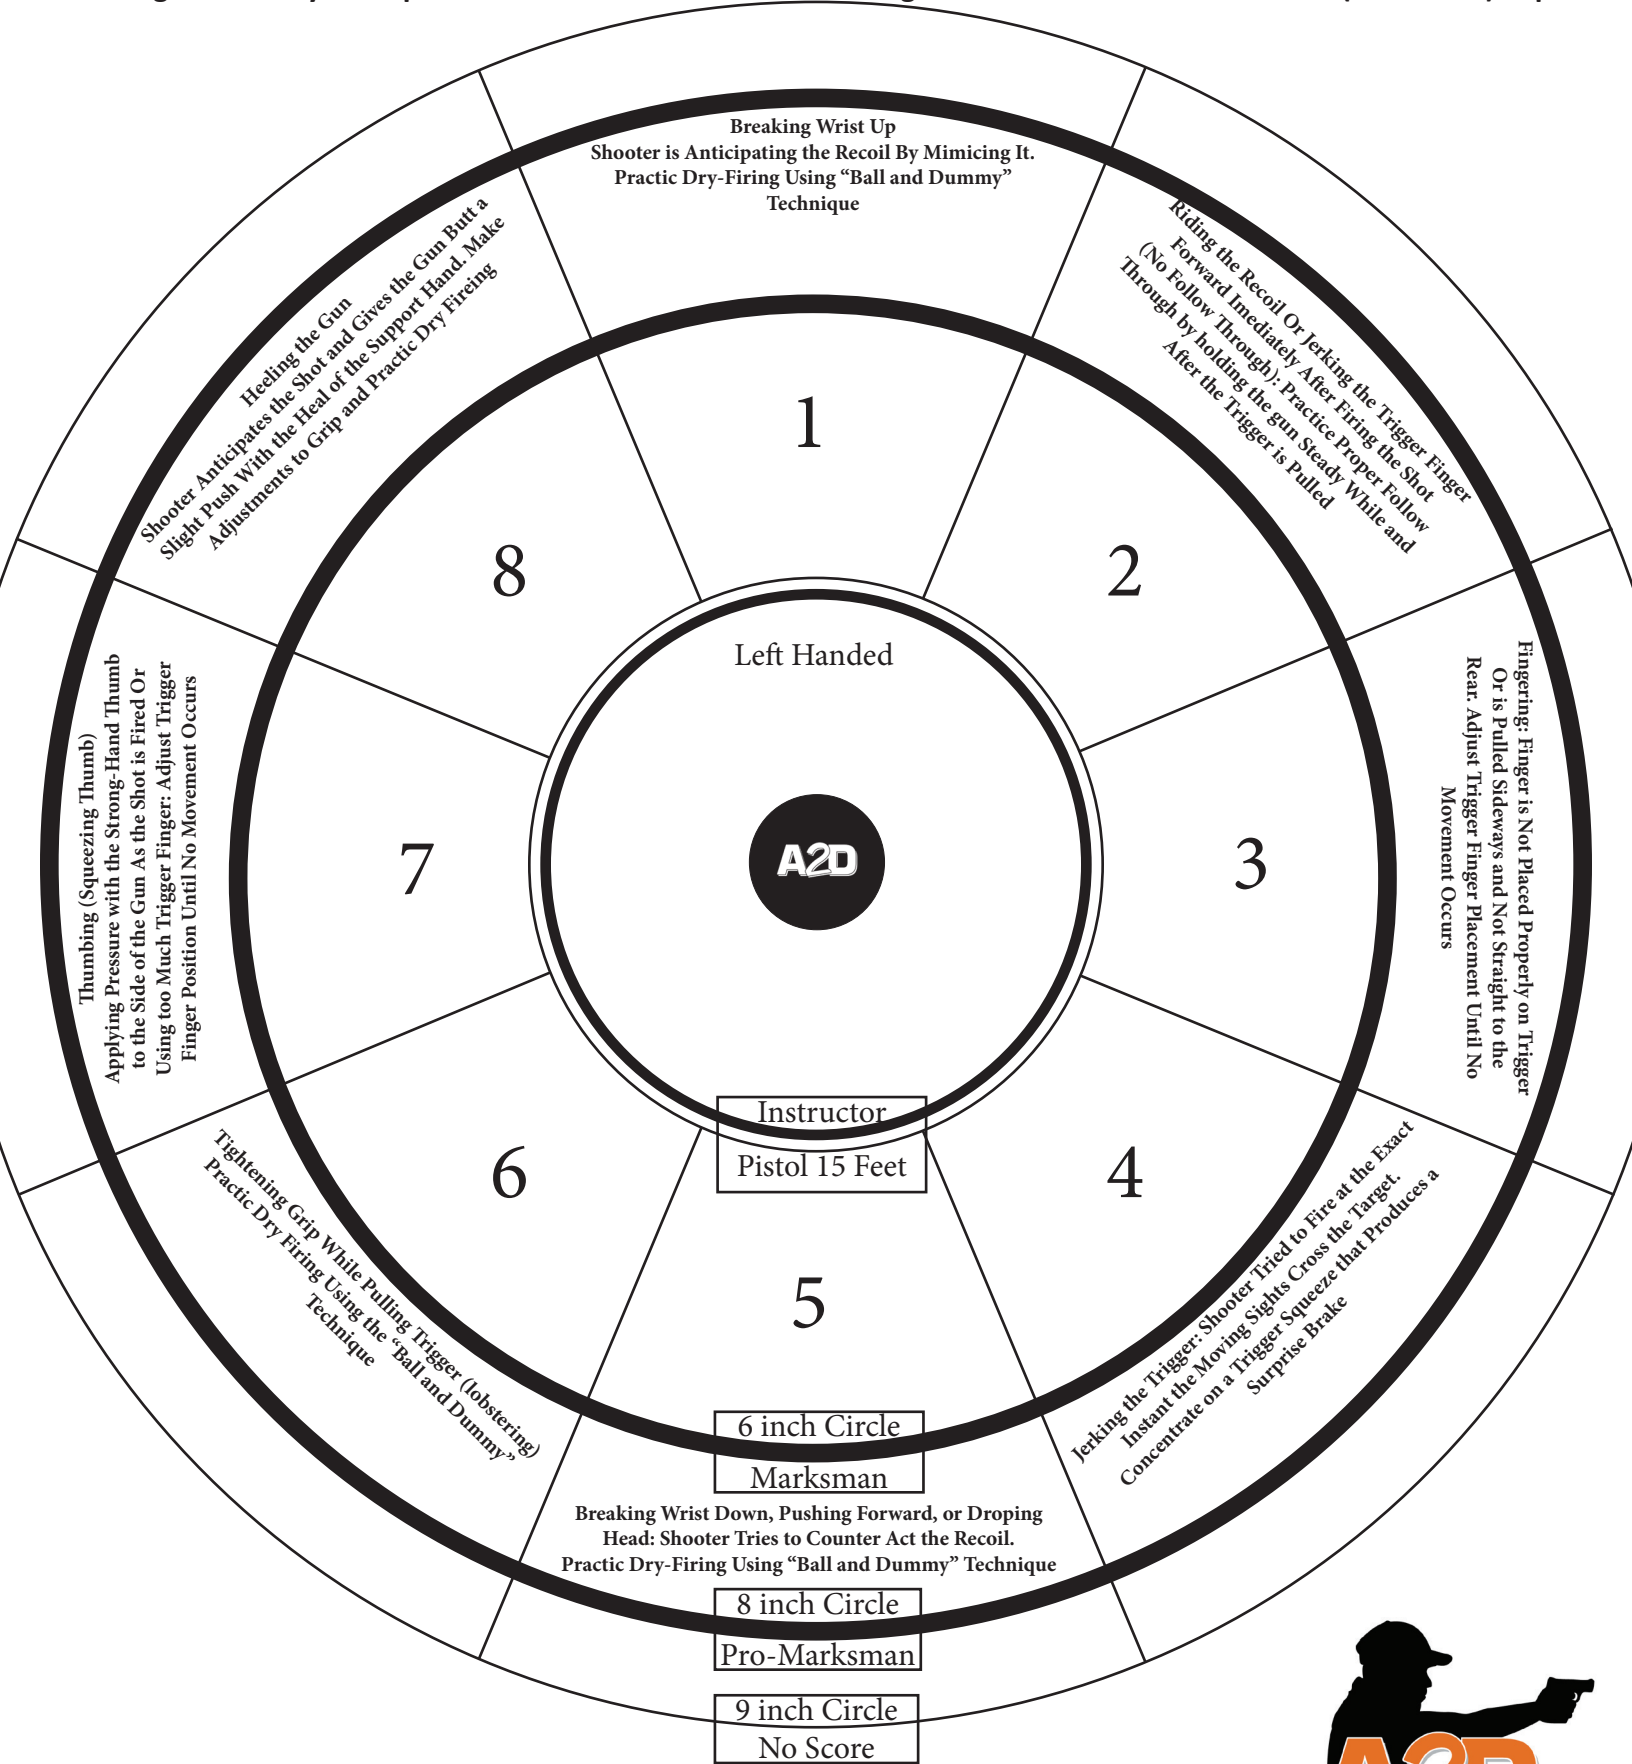 Breaking Wrist Up
Shooter is Anticipating the Recoil By Mimicing It.
Practic Dry-Firing Using “Ball and Dummy”
Technique
Riding the Recoil Or Jerking the Trigger Finger
Forward Imediately After Firing the Shot
(No Follow Through): Practice Proper Follow
Through by holding the gun Steady While and
After the Trigger is Pulled
Heeling the Gun
Shooter Anticipates the Shot and Gives the Gun Butt a
Slight Push With the Heal of the Support Hand. Make
Adjustments to Grip and Practic Dry Fireing
1
2
8
Left Handed
Fingering: Finger is Not Placed Properly on Trigger
Or is Pulled Sideways and Not Straight to the
Rear. Adjust Trigger Finger Placement Until No
Movement Occurs
Thumbing (Squeezing Thumb)
Applying Pressure with the Strong-Hand Thumb
to the Side of the Gun As the Shot is Fired Or
Using too Much Trigger Finger: Adjust Trigger
Finger Position Until No Movement Occurs
7
A2D
3
Instructor
Pistol 15 Feet
6
4
5
Tightening Grip While Pulling Trigger (lobstering)
Practic Dry Firing Using the “Ball and Dummy”
Technique
Jerking the Trigger: Shooter Tried to Fire at the Exact
Instant the Moving Sights Cross the Target.
Concentrate on a Trigger Squeeze that Produces a
Surprise Brake
6 inch Circle
Marksman
Breaking Wrist Down, Pushing Forward, or Droping
Head: Shooter Tries to Counter Act the Recoil.
Practic Dry-Firing Using “Ball and Dummy” Technique
8 inch Circle
Pro-Marksman
9 inch Circle
No Score
A2D